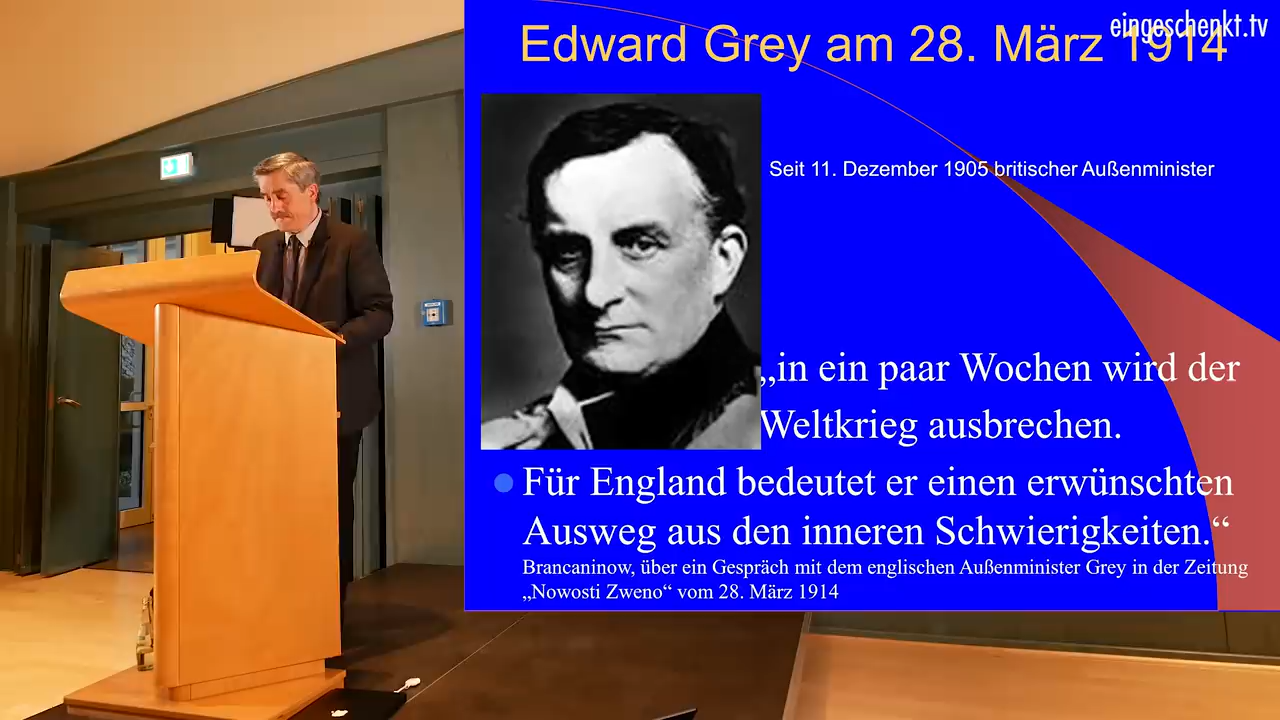 eingeschenkt.tv
Edward Grey am 28. März 1914
Seit 11. Dezember 1905 britischer Außenminister
„in ein paar Wochen wird der
Weltkrieg ausbrechen.
Für England bedeutet er einen erwünschten
Ausweg aus den inneren Schwierigkeiten.“
Brancaninow, über ein Gespräch mit dem englischen Außenminister Grey in der Zeitung
„Nowosti Zweno“ vom 28. März 1914